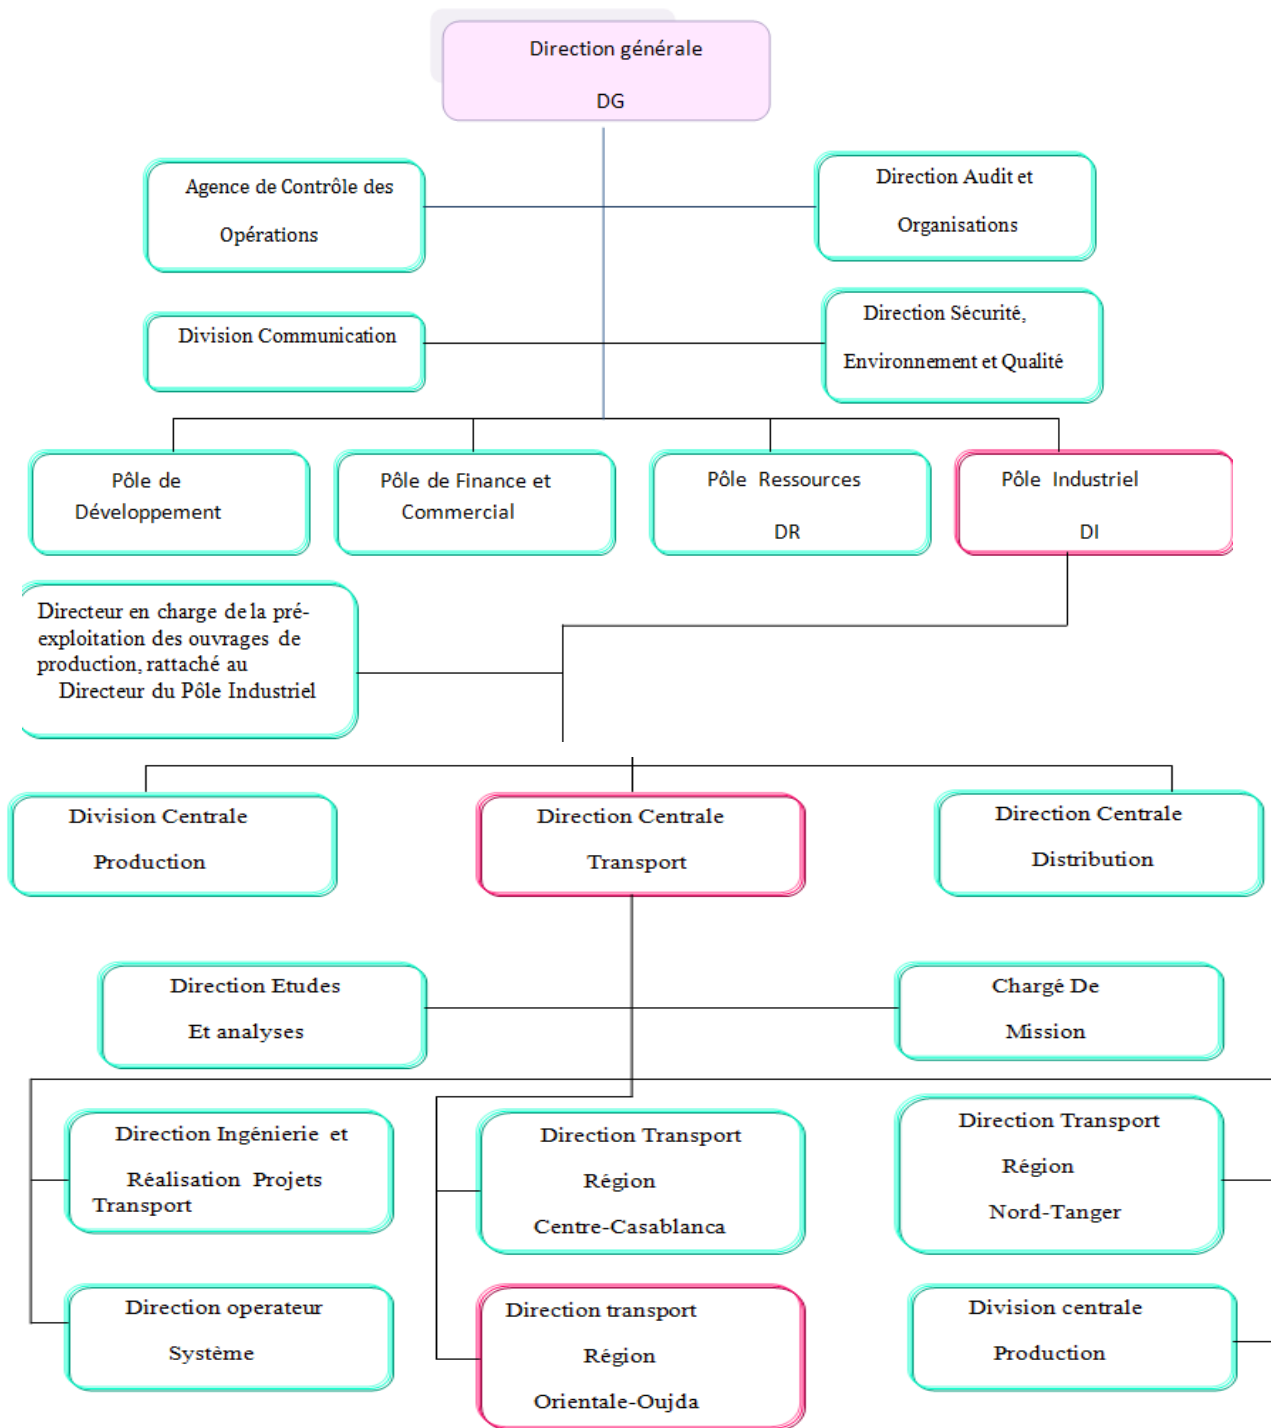 Direction générale
DG
Agence de Contrôle des
Opérations
Direction Audit et
Organisations
Division Communication
Direction Sécurité,
Environnement et Qualité
Pôle de
Développement
Pôle de Finance et
Commercial
Pôle Ressources
DR
Pôle Industriel
DI
Directeur en charge de la pré-
exploitation des ouvrages de
production, rattaché au
Directeur du Pôle Industriel
Division Centrale
Production
Direction Centrale
Transport
Direction Centrale
Distribution
Direction Etudes
Et analyses
Chargé De
Mission
Direction Ingénierie et
Réalisation Projets
Transport
Direction Transport
Région
Centre-Casablanca
Direction Transport
Région
Nord-Tanger
Direction operateur
Système
Direction transport
Région
Orientale-Oujda
Division centrale
Production